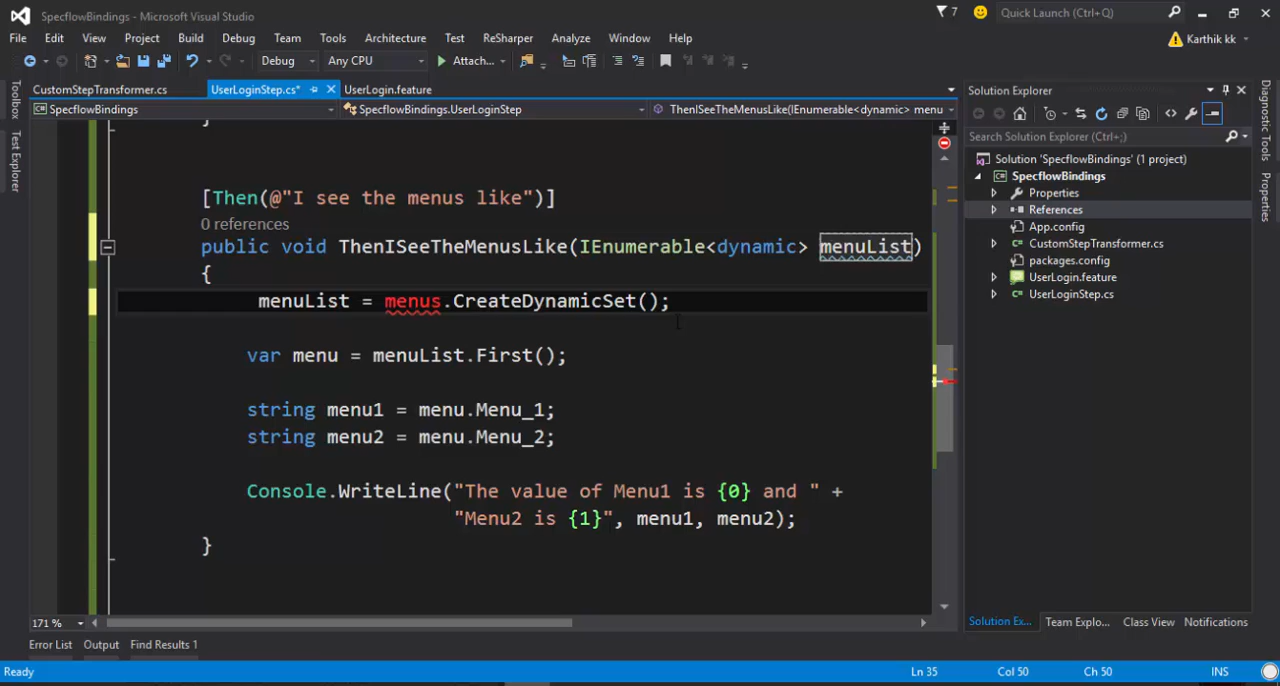 SpecflowBindings - Microsoft Visual Studio
7
Quick Launch (Ctrl+Q)
File Edit View Project Build Debug Team Tools Architecture Test ReSharper Analyze Window Help
Karthik kk
Debug Any CPU Attach...
Toolbox
Test Explorer
CustomStepTransformer.cs UserLoginStep.cs* UserLogin.feature
SpecflowBindings SpecflowBindings.UserLoginStep ThenISeeTheMenusLike(IEnumerable<dynamic> menu
}
[Then(@"I see the menus like")]
0 references
public void ThenISeeTheMenusLike(IEnumerable<dynamic> menuList)
{
menuList = menus.CreateDynamicSet();
var menu = menuList.First();
string menu1 = menu.Menu_1;
string menu2 = menu.Menu_2;
Console.WriteLine("The value of Menu1 is {0} and " +
"Menu2 is {1}", menu1, menu2);
}
171 %
Solution Explorer
Search Solution Explorer (Ctrl+;)
Solution 'SpecflowBindings' (1 project)
SpecflowBindings
Properties
References
App.config
CustomStepTransformer.cs
packages.config
UserLogin.feature
UserLoginStep.cs
Solution Ex... Team Explo... Class View Notifications
Diagnostic Tools
Properties
Error List Output Find Results 1
Ready Ln 35 Col 50 Ch 50 INS